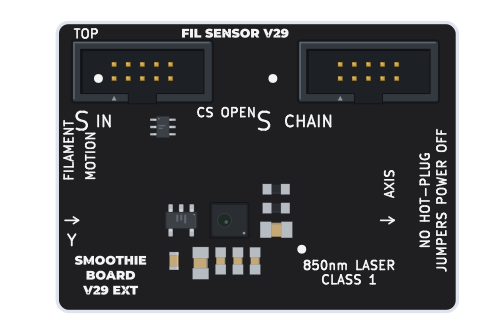 TOP
FIL SENSOR V29
S IN
CS OPEN
S CHAIN
FILAMENT
MOTION
Y
AXIS
NO HOT-PLUG
JUMPERS POWER OFF
SMOOTHIE
BOARD
V29 EXT
850nm LASER
CLASS 1